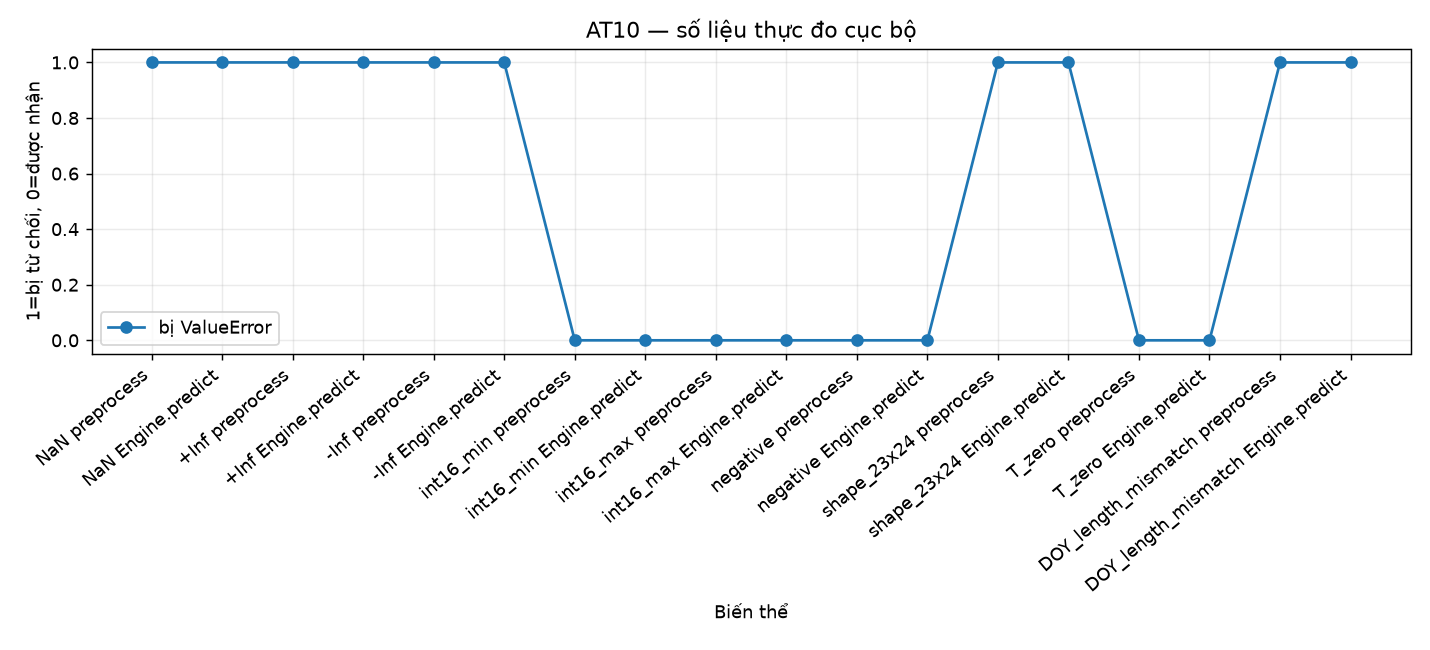 AT10 — số liệu thực đo cục bộ
1=bị từ chối, 0=được nhận
1.0
0.8
0.6
0.4
0.2
0.0
bị ValueError
NaN preprocess
NaN Engine.predict
+Inf preprocess
+Inf Engine.predict
-Inf preprocess
-Inf Engine.predict
int16_min preprocess
int16_min Engine.predict
int16_max preprocess
int16_max Engine.predict
negative preprocess
negative Engine.predict
shape_23x24 preprocess
shape_23x24 Engine.predict
T_zero preprocess
T_zero Engine.predict
DOY_length_mismatch preprocess
DOY_length_mismatch Engine.predict
Biến thể